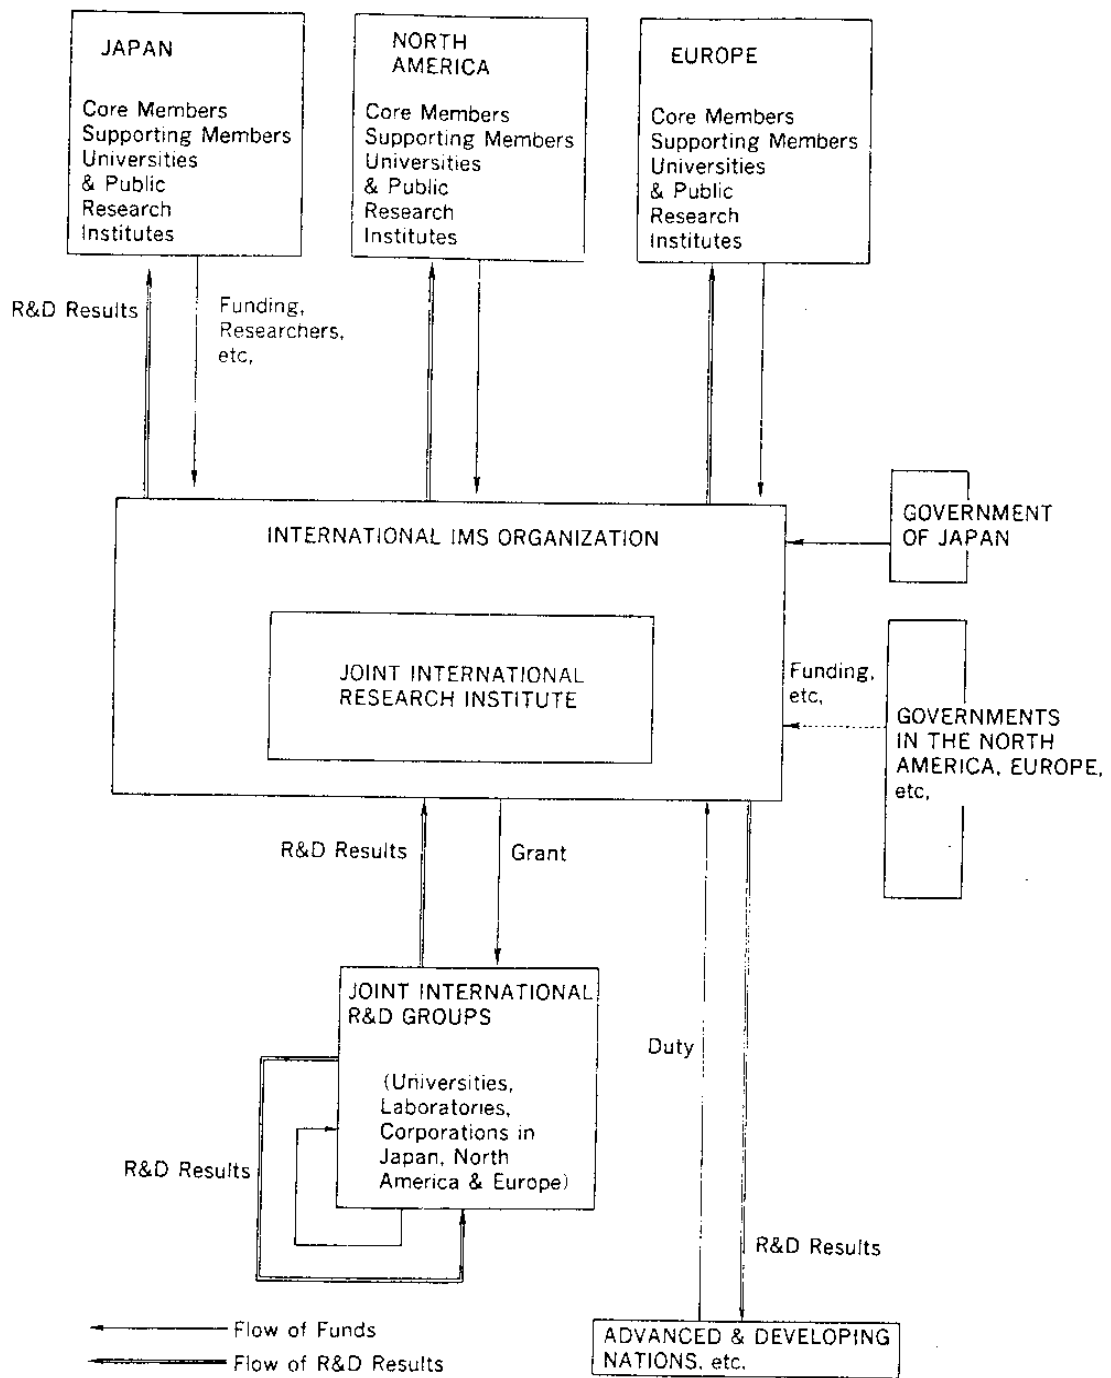 JAPAN
Core Members
Supporting Members
Universities
& Public
Research
Institutes
NORTH
AMERICA
Core Members
Supporting Members
Universities
& Public
Research
Institutes
EUROPE
Core Members
Supporting Members
Universities
& Public
Research
Institutes
R&D Results
Funding,
Researchers,
etc,
INTERNATIONAL IMS ORGANIZATION
JOINT INTERNATIONAL
RESEARCH INSTITUTE
GOVERNMENT
OF JAPAN
Funding,
etc,
GOVERNMENTS
IN THE NORTH
AMERICA, EUROPE,
etc,
R&D Results
Grant
JOINT INTERNATIONAL
R&D GROUPS
(Universities,
Laboratories,
Corporations in
Japan, North
America & Europe)
R&D Results
Duty
R&D Results
Flow of Funds
Flow of R&D Results
ADVANCED & DEVELOPING
NATIONS, etc.